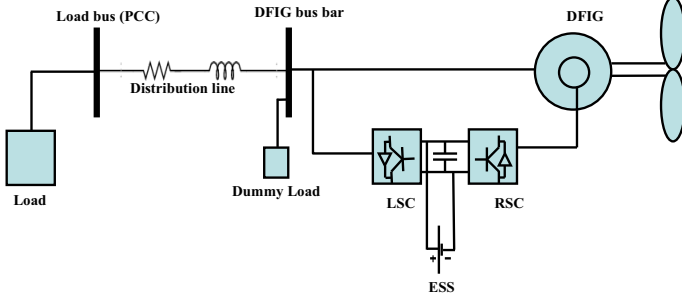 Load bus (PCC)
DFIG bus bar
DFIG
Distribution line
Dummy Load
Load
LSC
RSC
+ -
ESS